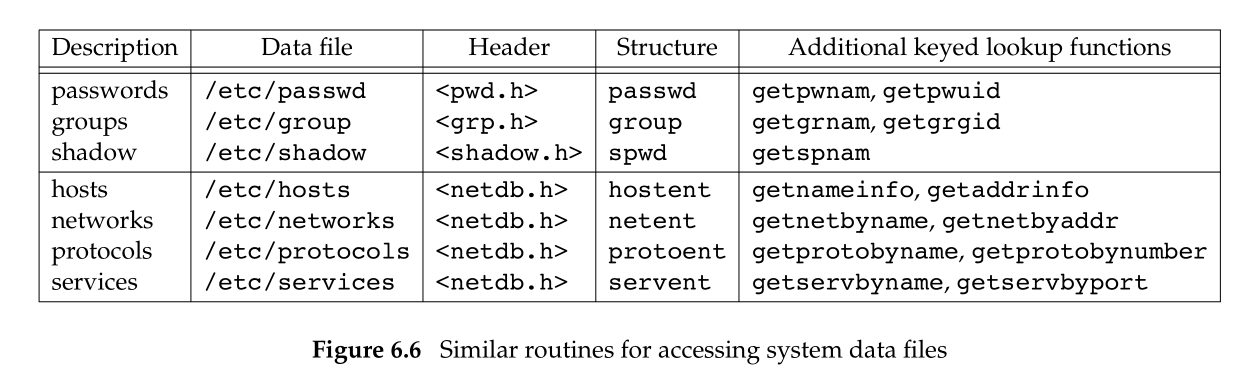 Description Data file Header Structure Additional keyed lookup functions
passwords /etc/passwd <pwd.h> passwd getpwnam, getpwuid
groups /etc/group <grp.h> group getgrnam, getgrgid
shadow /etc/shadow <shadow.h> spwd getspnam
hosts /etc/hosts <netdb.h> hostent getnameinfo, getaddrinfo
networks /etc/networks <netdb.h> netent getnetbyname, getnetbyaddr
protocols /etc/protocols <netdb.h> protoent getprotobyname, getprotobynumber
services /etc/services <netdb.h> servent getservbyname, getservbyport
Figure 6.6 Similar routines for accessing system data files